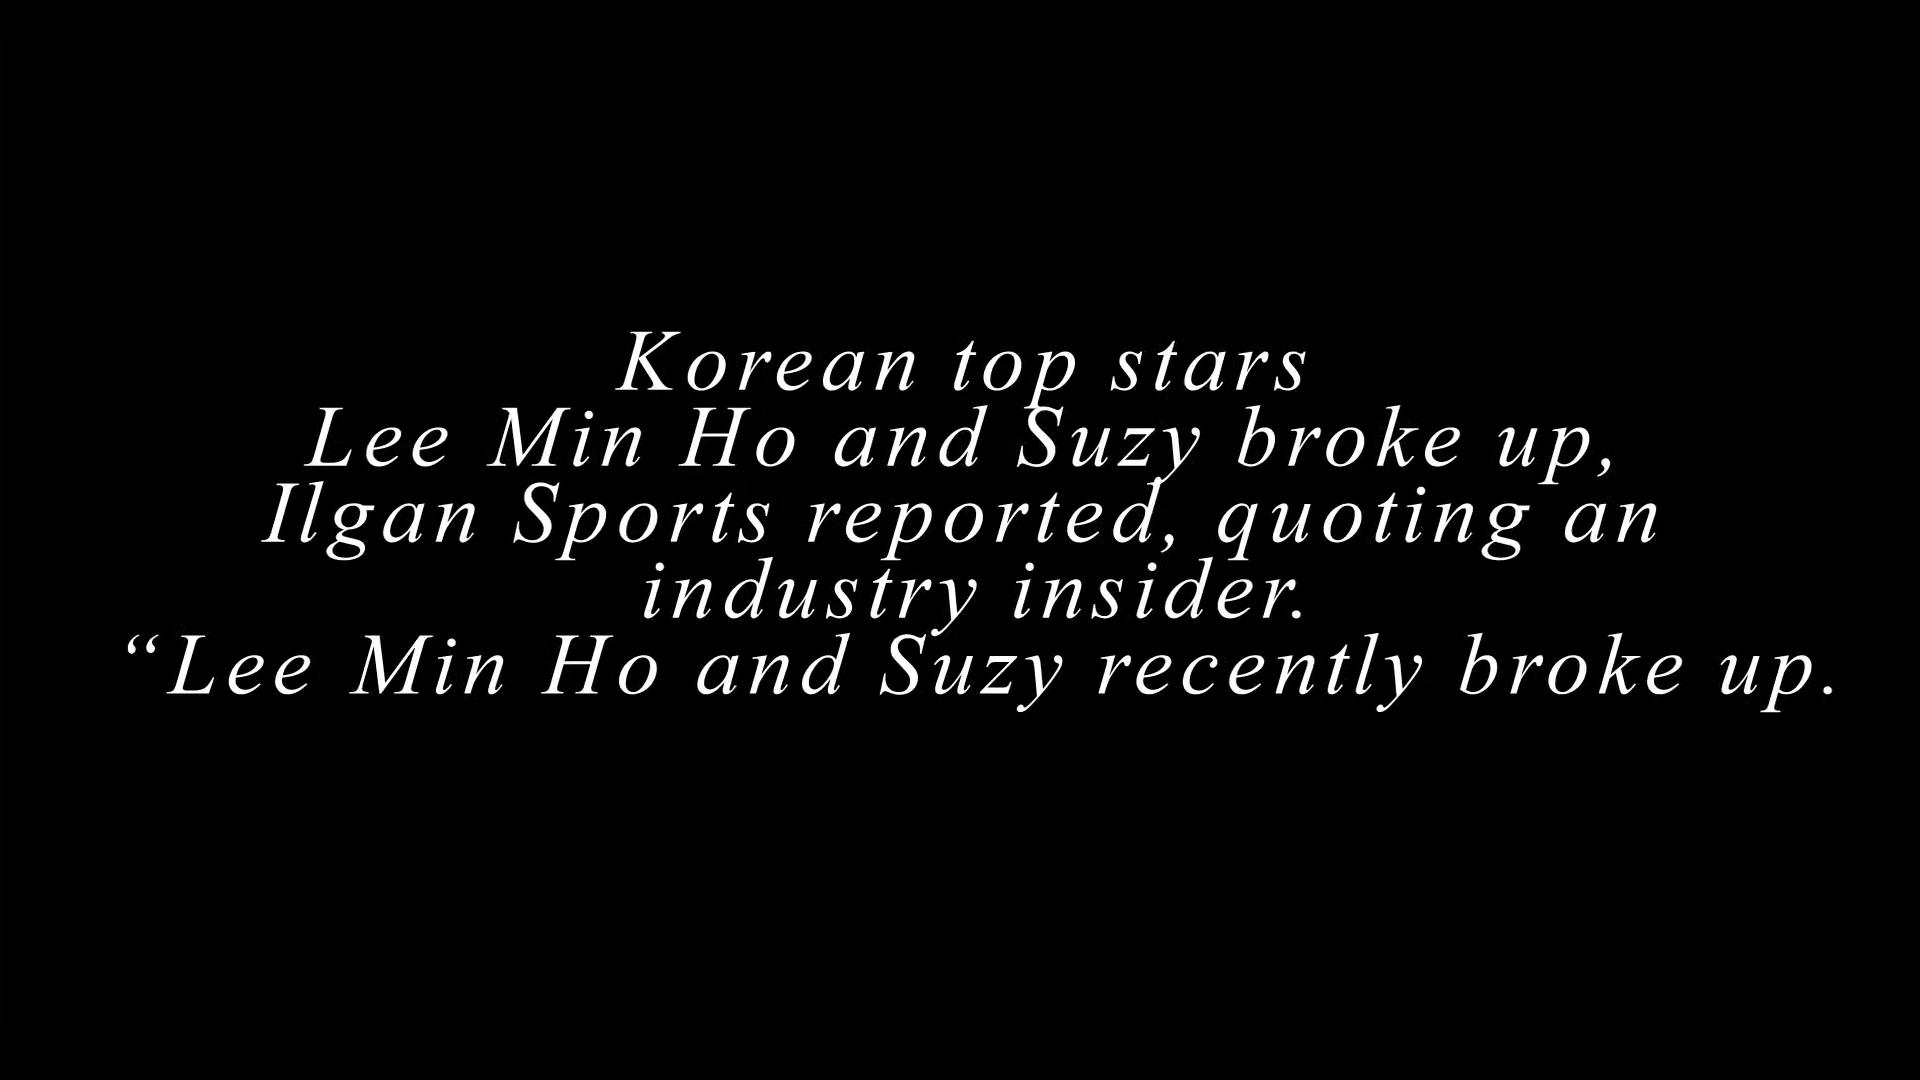 Korean top stars
Lee Min Ho and Suzy broke up,
Ilgan Sports reported, quoting an
industry insider.
“Lee Min Ho and Suzy recently broke up.